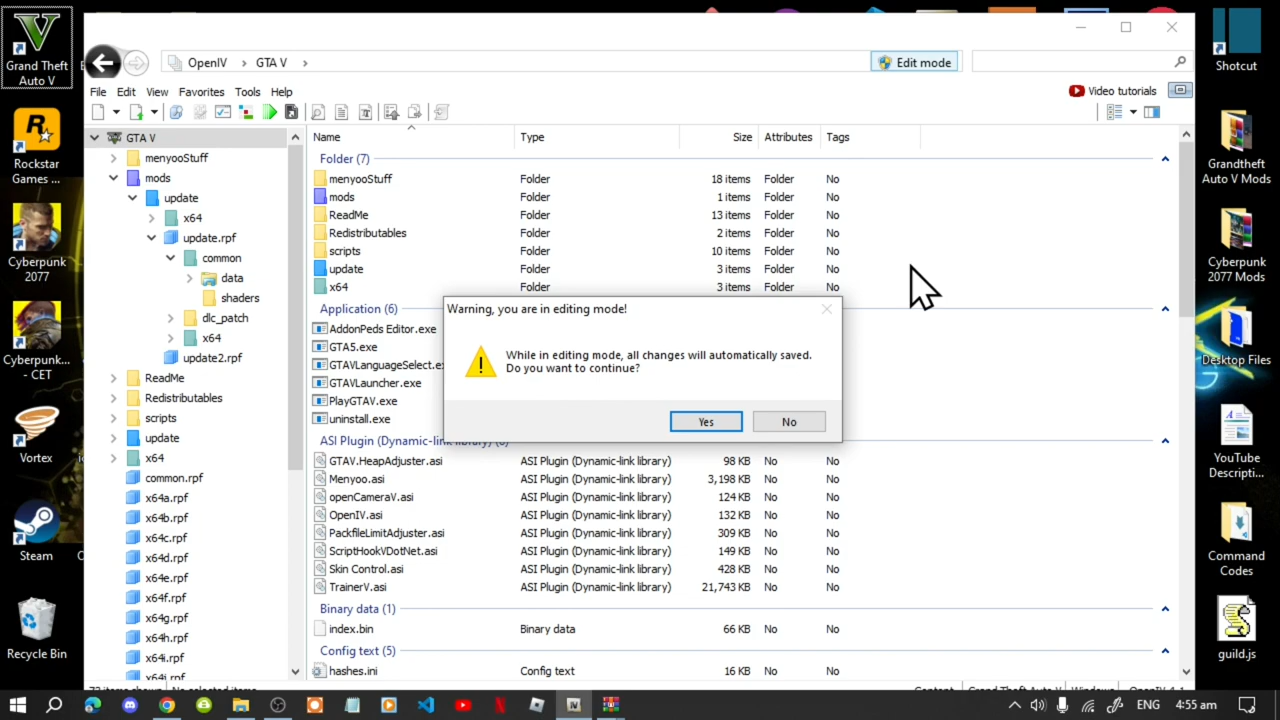 Grand Theft
Auto V
Rockstar
Games ...
Cyberpunk
2077
Cyberpunk...
- CET
Vortex
Steam
Recycle Bin
OpenIV
GTA V
Edit mode
File Edit View Favorites Tools Help
Video tutorials
GTA V
menyooStuff
mods
update
x64
update.rpf
common
data
shaders
dlc_patch
x64
update2.rpf
ReadMe
Redistributables
scripts
update
x64
common.rpf
x64a.rpf
x64b.rpf
x64c.rpf
x64d.rpf
x64e.rpf
x64f.rpf
x64g.rpf
x64h.rpf
x64i.rpf
Name Type Size Attributes Tags
Folder (7)
menyooStuff Folder 18 items Folder No
mods Folder 1 items Folder No
ReadMe Folder 13 items Folder No
Redistributables Folder 2 items Folder No
scripts Folder 10 items Folder No
update Folder 3 items Folder No
x64 Folder 3 items Folder No
Application (6)
AddonPeds Editor.exe
GTA5.exe
GTAVLanguageSelect.e
GTAVLauncher.exe
PlayGTAV.exe
uninstall.exe
Warning, you are in editing mode!
While in editing mode, all changes will automatically saved.
Do you want to continue?
Yes No
ASI Plugin (Dynamic-link library)
GTAV.HeapAdjuster.asi ASI Plugin (Dynamic-link library) 98 KB No No
Menyoo.asi ASI Plugin (Dynamic-link library) 3,198 KB No No
openCameraV.asi ASI Plugin (Dynamic-link library) 124 KB No No
OpenIV.asi ASI Plugin (Dynamic-link library) 132 KB No No
PackfileLimitAdjuster.asi ASI Plugin (Dynamic-link library) 309 KB No No
ScriptHookVDotNet.asi ASI Plugin (Dynamic-link library) 149 KB No No
Skin Control.asi ASI Plugin (Dynamic-link library) 428 KB No No
TrainerV.asi ASI Plugin (Dynamic-link library) 21,743 KB No No
Binary data (1)
index.bin Binary data 66 KB No No
Config text (5)
hashes.ini Config text 16 KB No No
Shotcut
Grandtheft
Auto V Mods
Cyberpunk
2077 Mods
Desktop Files
YouTube
Descripti...
Command
Codes
guild.js
ENG 4:55 am